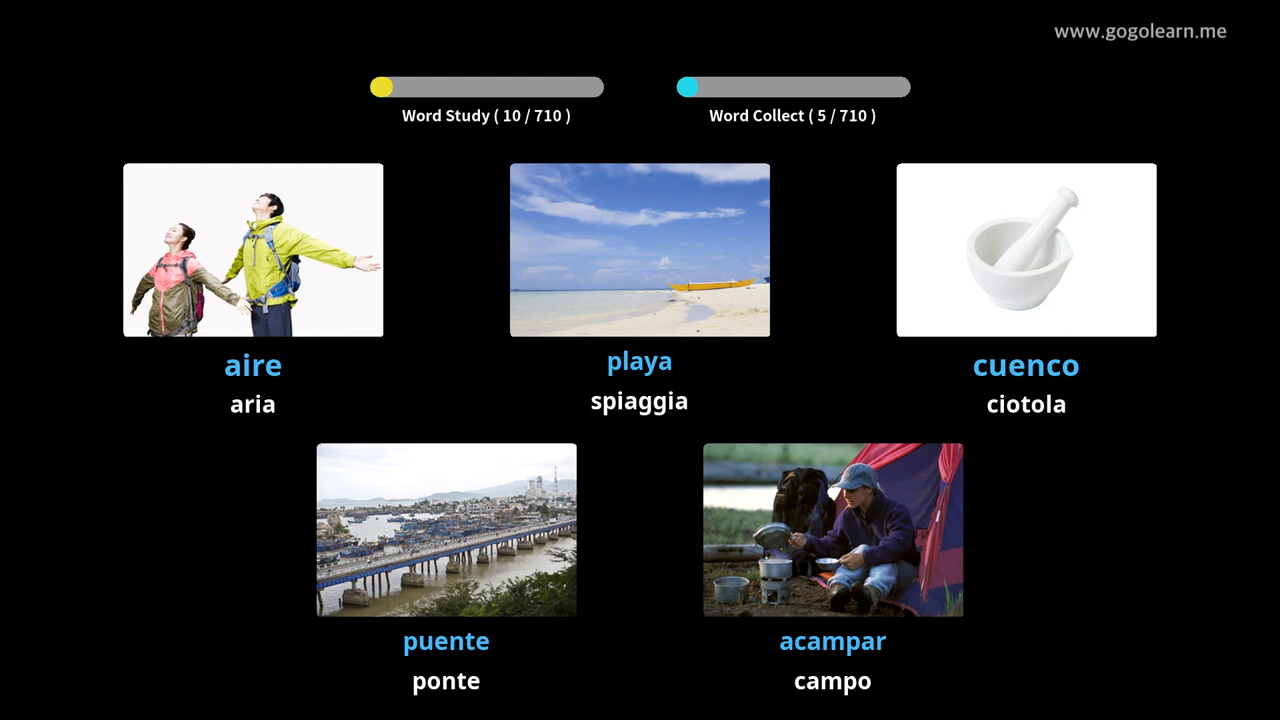 www.gogolearn.me
Word Study ( 10 / 710 )
Word Collect ( 5 / 710 )
aire
aria
playa
spiaggia
cuenco
ciotola
puente
ponte
acampar
campo